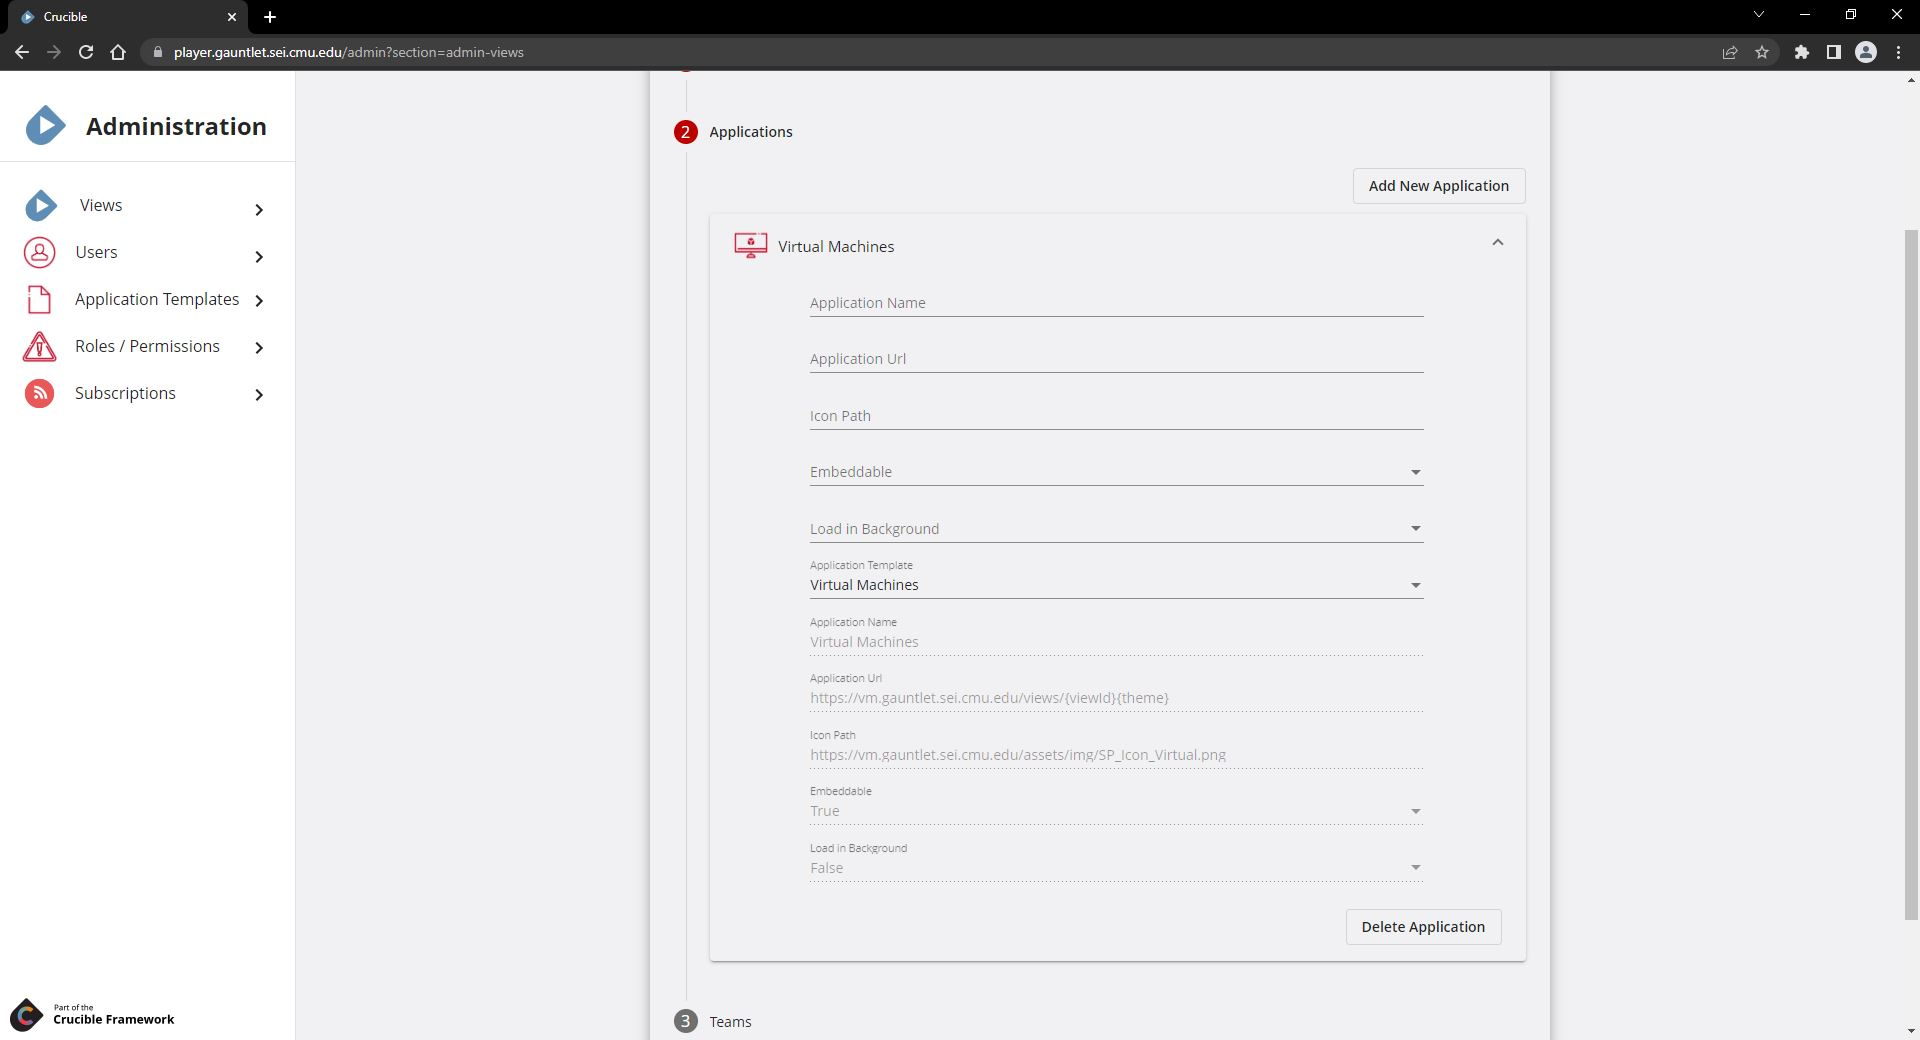 Crucible
player.gauntlet.sei.cmu.edu/admin?section=admin-views
Administration
Views
Users
Application Templates
Roles / Permissions
Subscriptions
Part of the
Crucible Framework
2 Applications
Add New Application
Virtual Machines
Application Name
Application Url
Icon Path
Embeddable
Load in Background
Application Template
Virtual Machines
Application Name
Virtual Machines
Application Url
https://vm.gauntlet.sei.cmu.edu/views/{viewId}{theme}
Icon Path
https://vm.gauntlet.sei.cmu.edu/assets/img/SP_Icon_Virtual.png
Embeddable
True
Load in Background
False
Delete Application
3 Teams